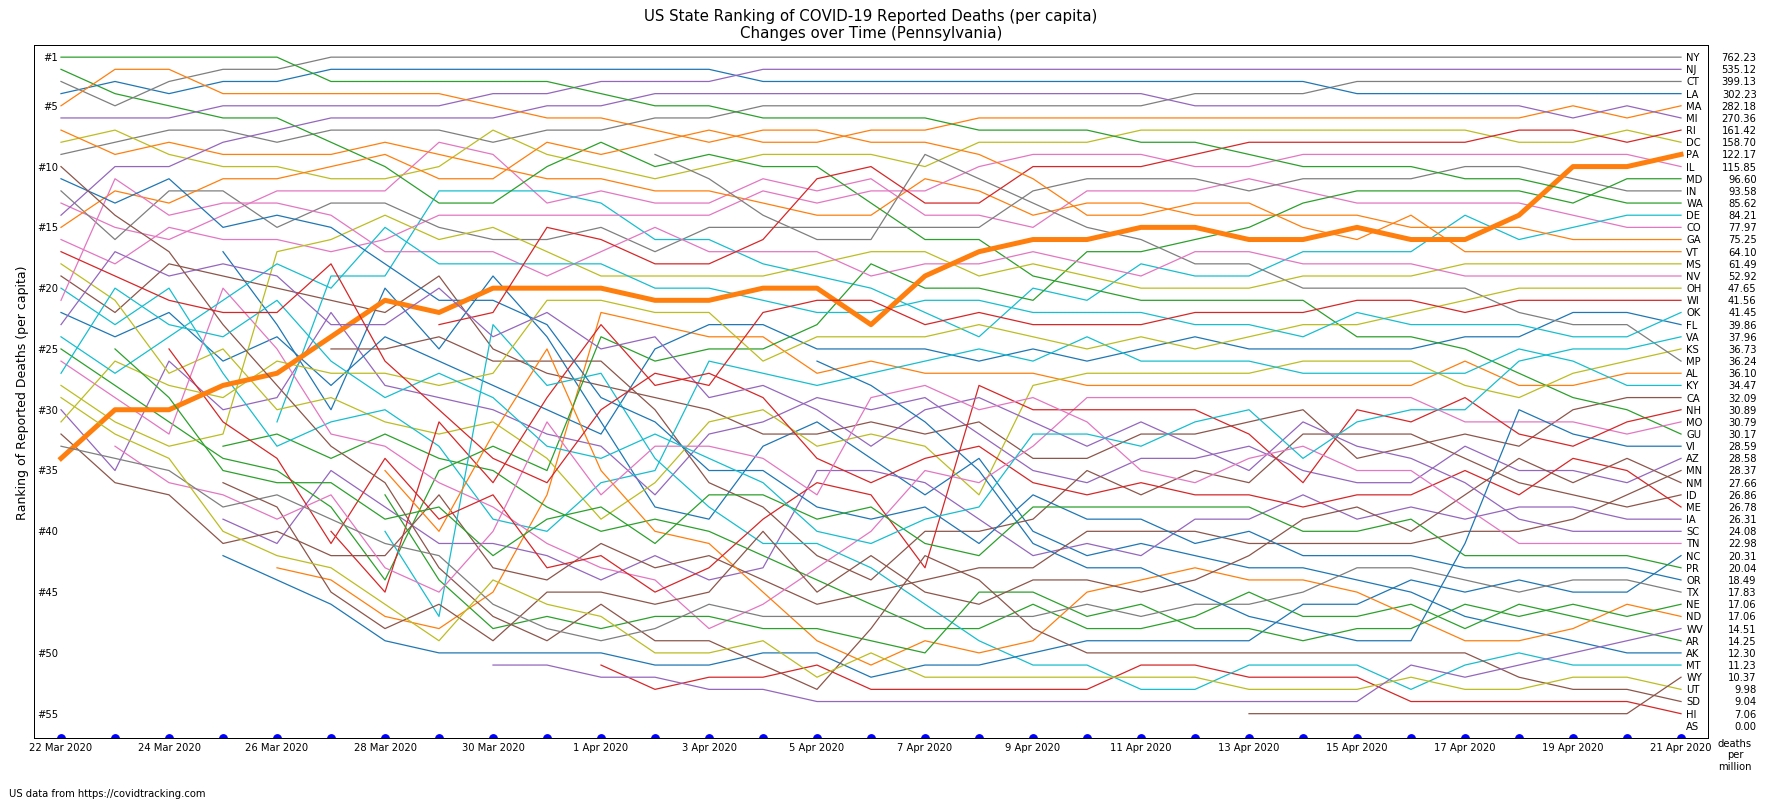 US State Ranking of COVID-19 Reported Deaths (per capita)
Changes over Time (Pennsylvania)
Ranking of Reported Deaths (per capita)
#1
#5
#10
#15
#20
#25
#30
#35
#40
#45
#50
#55
NY 762.23
NJ 535.12
CT 399.13
LA 302.23
MA 282.18
MI 270.36
RI 161.42
DC 158.70
PA 122.17
IL 115.85
MD 96.60
IN 93.58
WA 85.62
DE 84.21
CO 77.97
GA 75.25
VT 64.10
MS 61.49
NV 52.92
OH 47.65
WI 41.56
OK 41.45
FL 39.86
VA 37.96
KS 36.73
MP 36.24
AL 36.10
KY 34.47
CA 32.09
NH 30.89
MO 30.79
GU 30.17
VI 28.59
AZ 28.58
MN 28.37
NM 27.66
ID 26.86
ME 26.78
IA 26.31
SC 24.08
TN 22.98
NC 20.31
PR 20.04
OR 18.49
TX 17.83
NE 17.06
ND 17.06
WV 14.51
AR 14.25
AK 12.30
MT 11.23
WY 10.37
UT 9.98
SD 9.04
HI 7.06
AS 0.00
22 Mar 2020 24 Mar 2020 26 Mar 2020 28 Mar 2020 30 Mar 2020 1 Apr 2020 3 Apr 2020 5 Apr 2020 7 Apr 2020 9 Apr 2020 11 Apr 2020 13 Apr 2020 15 Apr 2020 17 Apr 2020 19 Apr 2020 21 Apr 2020
deaths
per
million
US data from https://covidtracking.com